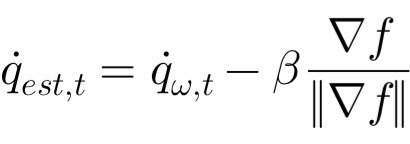 $\dot{q}_{est,t} = \dot{q}_{\omega,t} - \beta \frac{\nabla f}{\|\nabla f\|}$